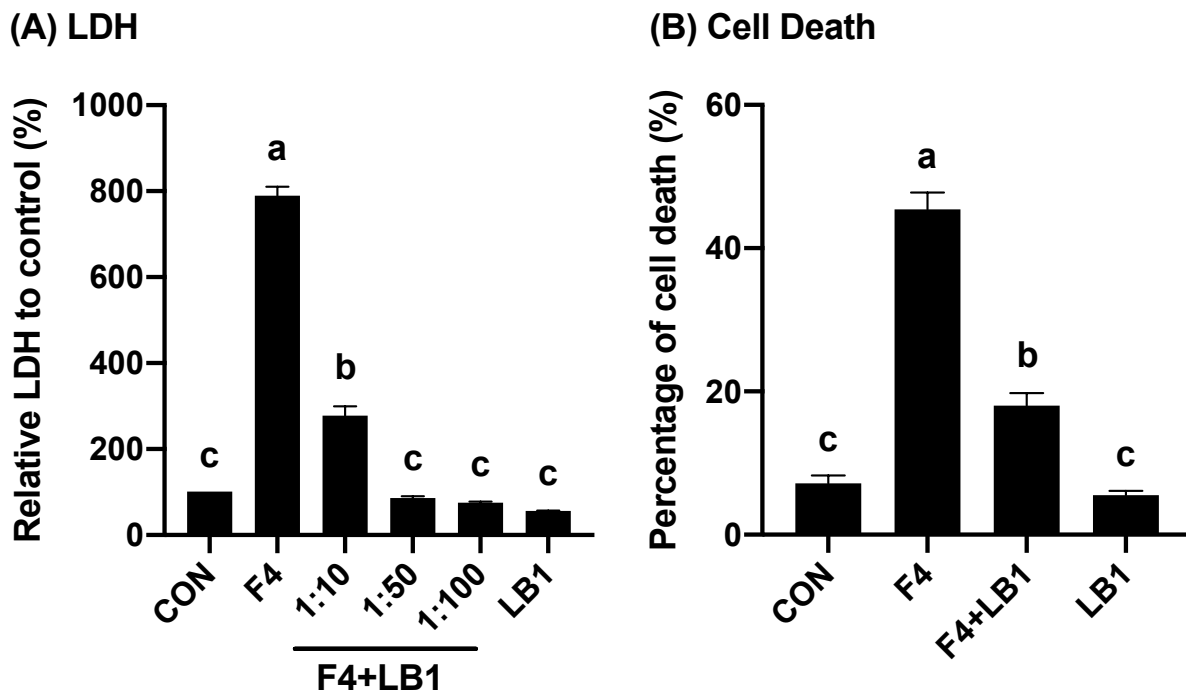 (A) LDH
Relative LDH to control (%)
1000
800
600
400
200
0
a
b
c
c
c
c
CON
F4
1:10
1:50
1:100
LB1
F4+LB1
(B) Cell Death
Percentage of cell death (%)
60
40
20
0
a
b
c
c
CON
F4
F4+LB1
LB1